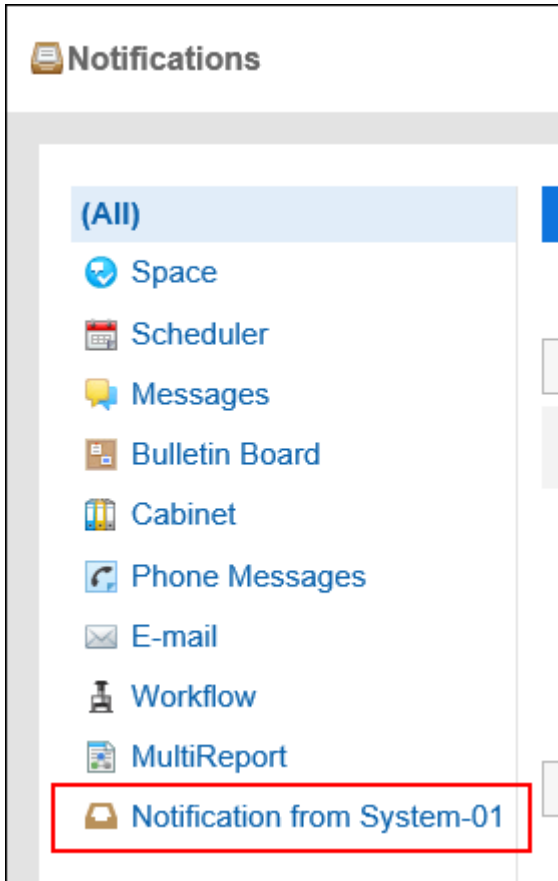 Notifications
(All)
Space
Scheduler
Messages
Bulletin Board
Cabinet
Phone Messages
E-mail
Workflow
MultiReport
Notification from System-01